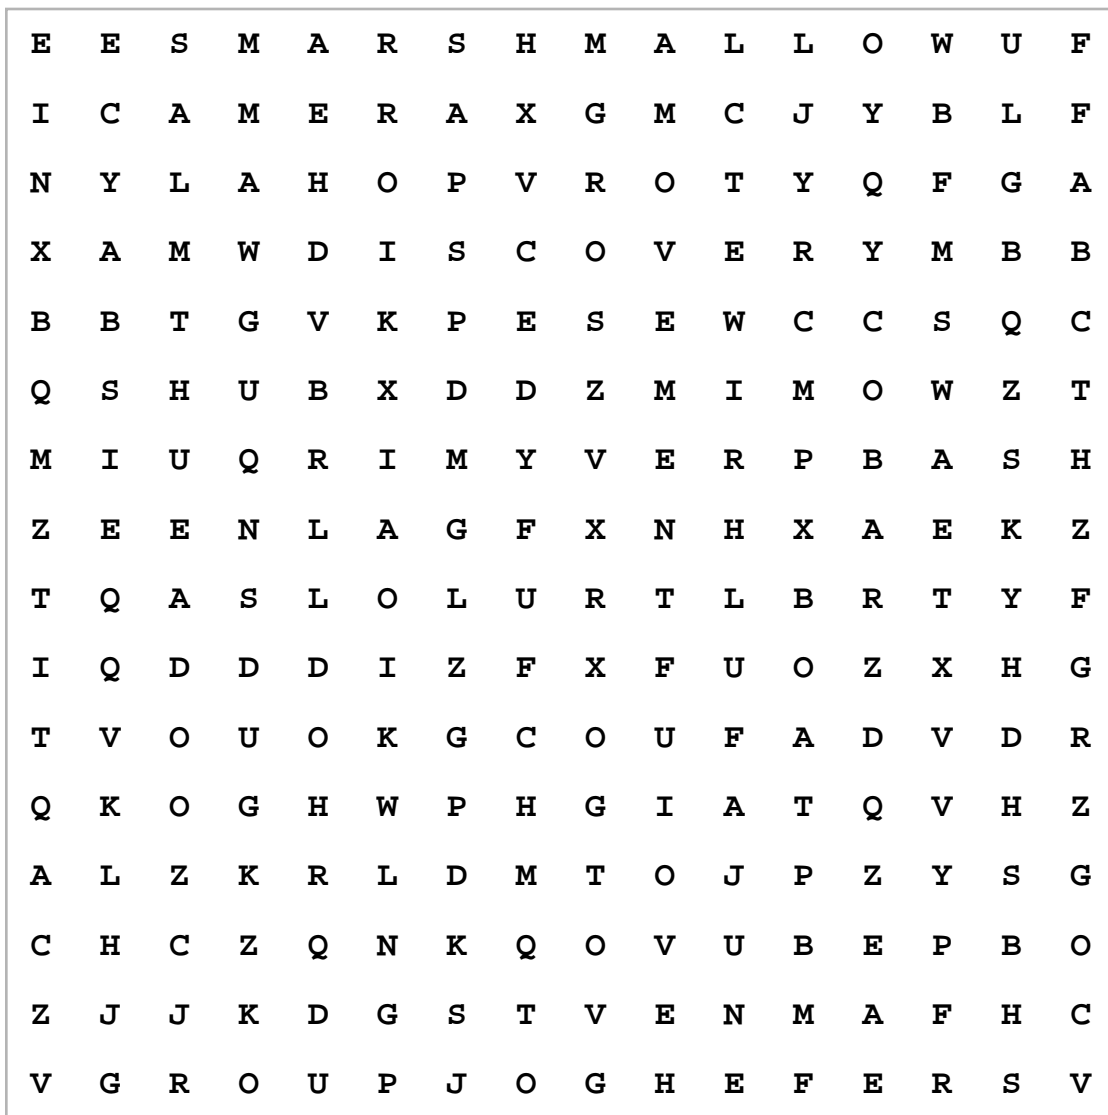 E E S M A R S H M A L L O W U F
I C A M E R A X G M C J Y B L F
N Y L A H O P V R O T Y Q F G A
X A M W D I S C O V E R Y M B B
B B T G V K P E S E W C C S Q C
Q S H U B X D D Z M I M O W Z T
M I U Q R I M Y V E R P B A S H
Z E E N L A G F X N H X A E K Z
T Q A S L O L U R T L B R T Y F
I Q D D D I Z F X F U O Z X H G
T V O U O K G C O U F A D V D R
Q K O G H W P H G I A T Q V H Z
A L Z K R L D M T O J P Z Y S G
C H C Z Q N K Q O V U B E P B O
Z J J K D G S T V E N M A F H C
V G R O U P J O G H E F E R S V